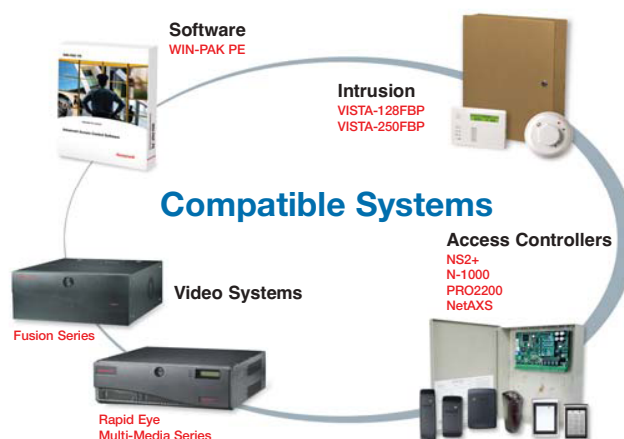 Software
WIN-PAK PE
Intrusion
VISTA-128FBP
VISTA-250FBP
Compatible Systems
Access Controllers
NS2+
N-1000
PRO2200
NetAXS
Video Systems
Fusion Series
Rapid Eye
Multi-Media Series
Honeywell